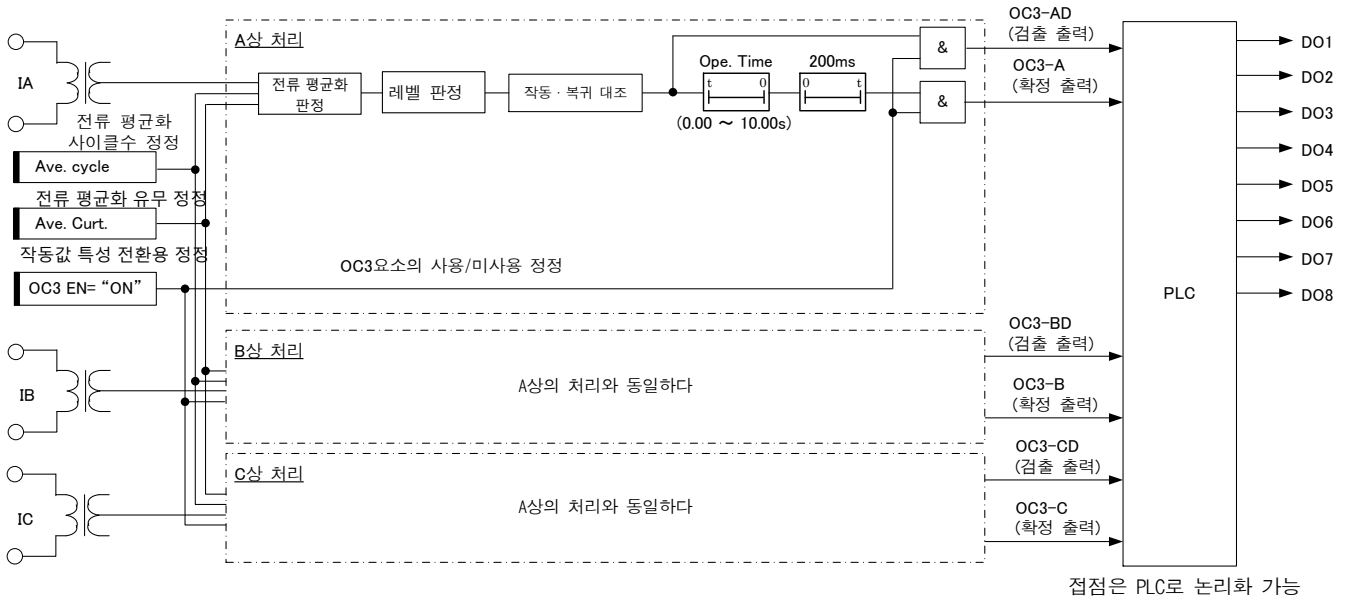 IA
전류 평균화
사이클수 정정
Ave. cycle
전류 평균화 유무 정정
Ave. Curt.
작동값 특성 전환용 정정
OC3 EN= “ON”
A상 처리
전류 평균화
판정
레벨 판정
작동 · 복귀 대조
Ope. Time
t 0
(0.00 ～ 10.00s)
200ms
0 t
&
&
OC3요소의 사용/미사용 정정
OC3-AD
(검출 출력)
OC3-A
(확정 출력)
IB
B상 처리
A상의 처리와 동일하다
OC3-BD
(검출 출력)
OC3-B
(확정 출력)
IC
C상 처리
A상의 처리와 동일하다
OC3-CD
(검출 출력)
OC3-C
(확정 출력)
PLC
DO1
DO2
DO3
DO4
DO5
DO6
DO7
DO8
접점은 PLC로 논리화 가능